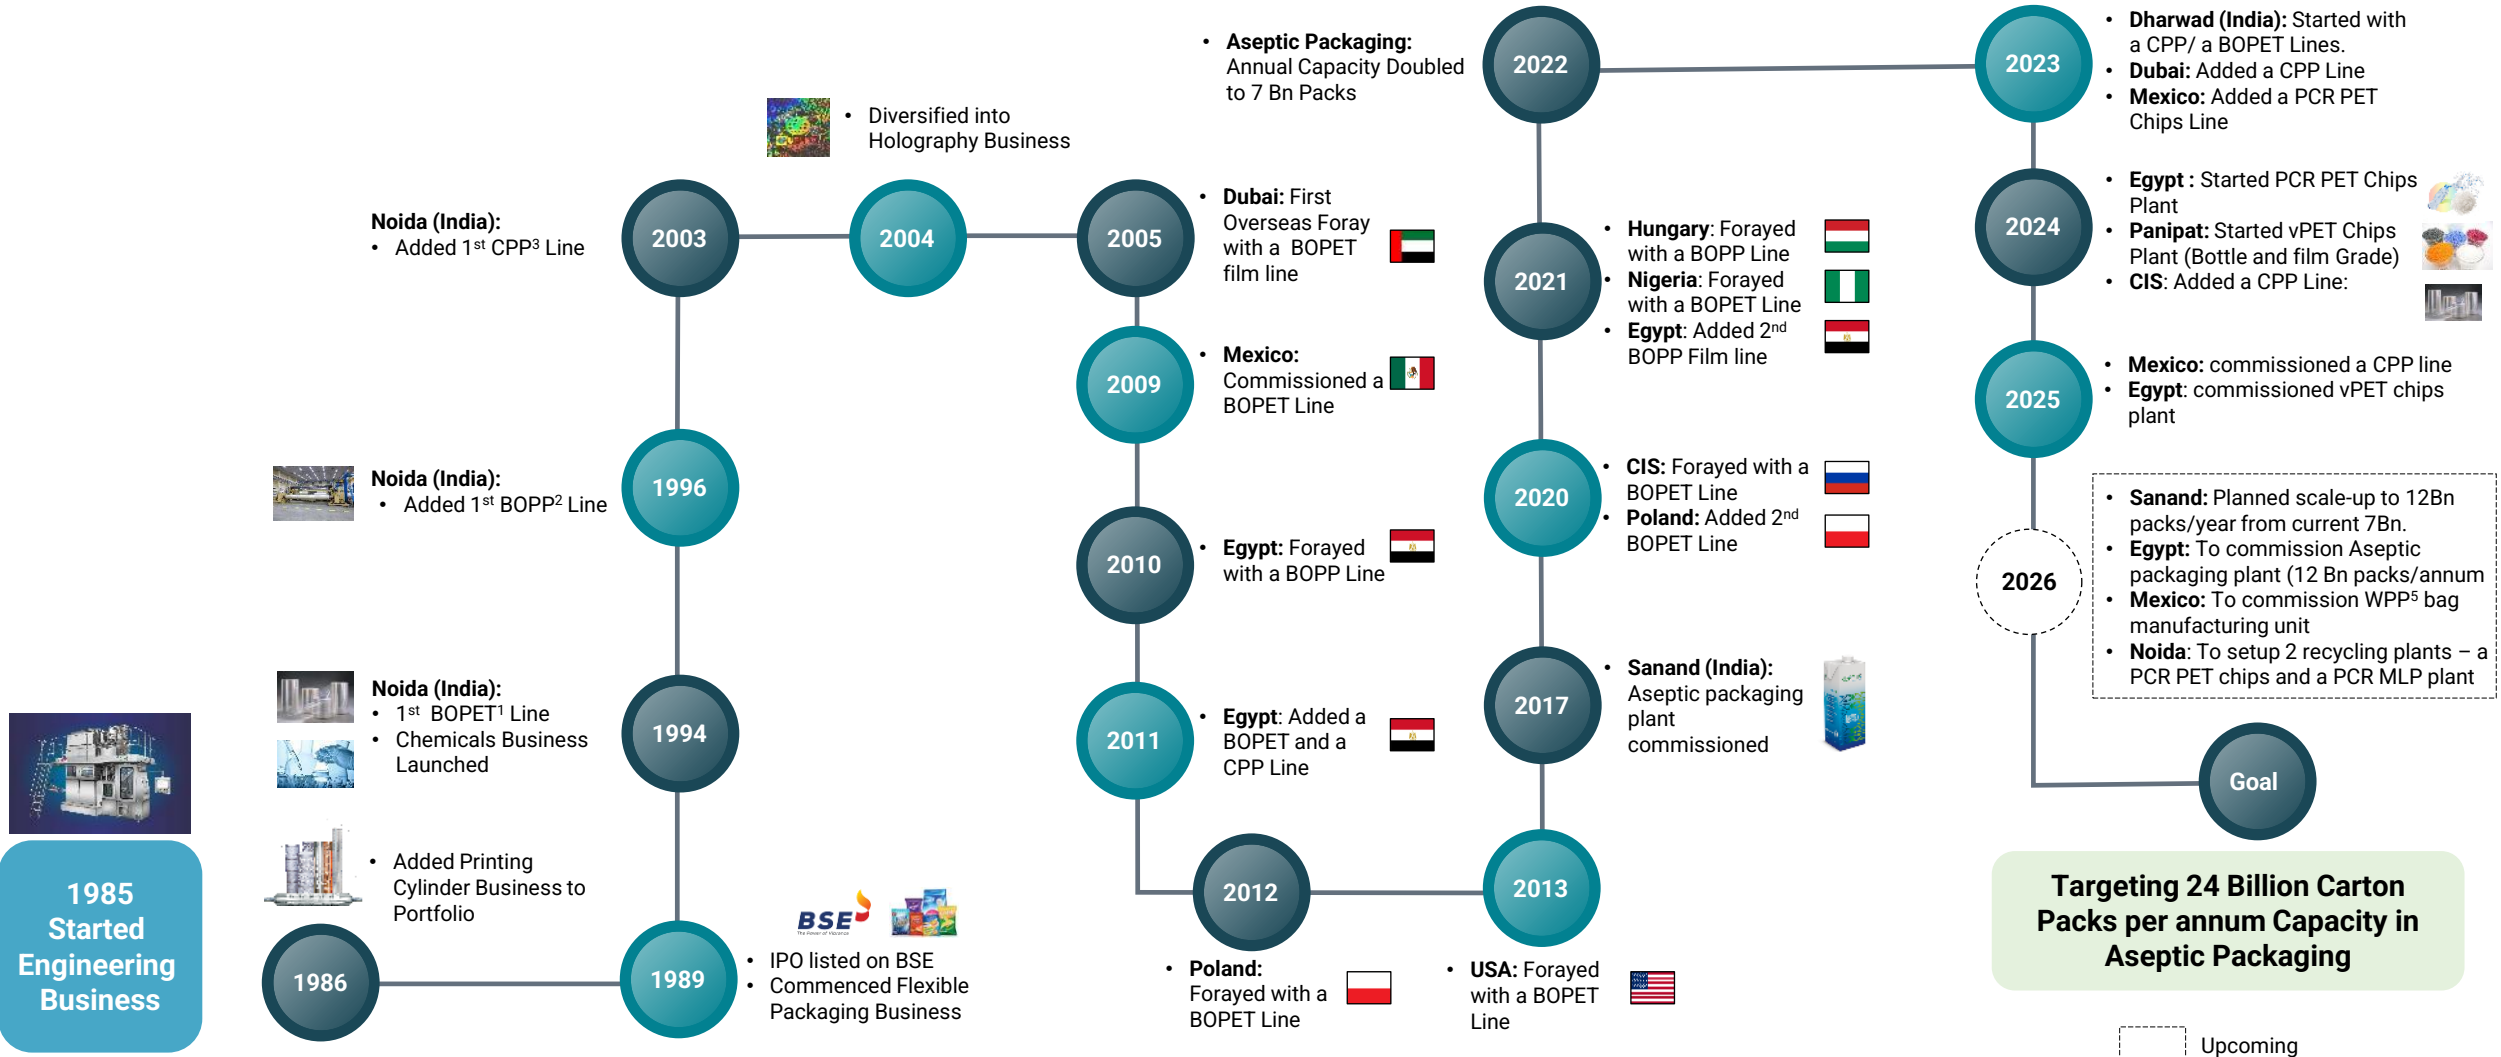 1985
Started
Engineering
Business
• Added Printing
Cylinder Business to
Portfolio
1986
1989
BSE
• IPO listed on BSE
• Commenced Flexible
Packaging Business
Noida (India):
• 1st BOPET1 Line
• Chemicals Business
Launched
1994
Noida (India):
• Added 1st BOPP2 Line
1996
Noida (India):
• Added 1st CPP3 Line
2003
• Diversified into
Holography Business
2004
2005
• Dubai: First
Overseas Foray
with a BOPET
film line
2009
• Mexico:
Commissioned a
BOPET Line
2010
• Egypt: Forayed
with a BOPP Line
2011
• Egypt: Added a
BOPET and a
CPP Line
2012
• Poland:
Forayed with a
BOPET Line
2013
• USA: Forayed
with a BOPET
Line
2017
• Sanand (India):
Aseptic packaging
plant
commissioned
2020
• CIS: Forayed with a
BOPET Line
• Poland: Added 2nd
BOPET Line
2021
• Hungary: Forayed
with a BOPP Line
• Nigeria: Forayed
with a BOPET Line
• Egypt: Added 2nd
BOPP Film line
• Aseptic Packaging:
Annual Capacity Doubled
to 7 Bn Packs
2022
2023
• Dharwad (India): Started with
a CPP/ a BOPET Lines.
• Dubai: Added a CPP Line
• Mexico: Added a PCR PET
Chips Line
2024
• Egypt : Started PCR PET Chips
Plant
• Panipat: Started vPET Chips
Plant (Bottle and film Grade)
• CIS: Added a CPP Line:
2025
• Mexico: commissioned a CPP line
• Egypt: commissioned vPET chips
plant
2026
• Sanand: Planned scale-up to 12Bn
packs/year from current 7Bn.
• Egypt: To commission Aseptic
packaging plant (12 Bn packs/annum
• Mexico: To commission WPP5 bag
manufacturing unit
• Noida: To setup 2 recycling plants – a
PCR PET chips and a PCR MLP plant
Goal
Targeting 24 Billion Carton
Packs per annum Capacity in
Aseptic Packaging
Upcoming